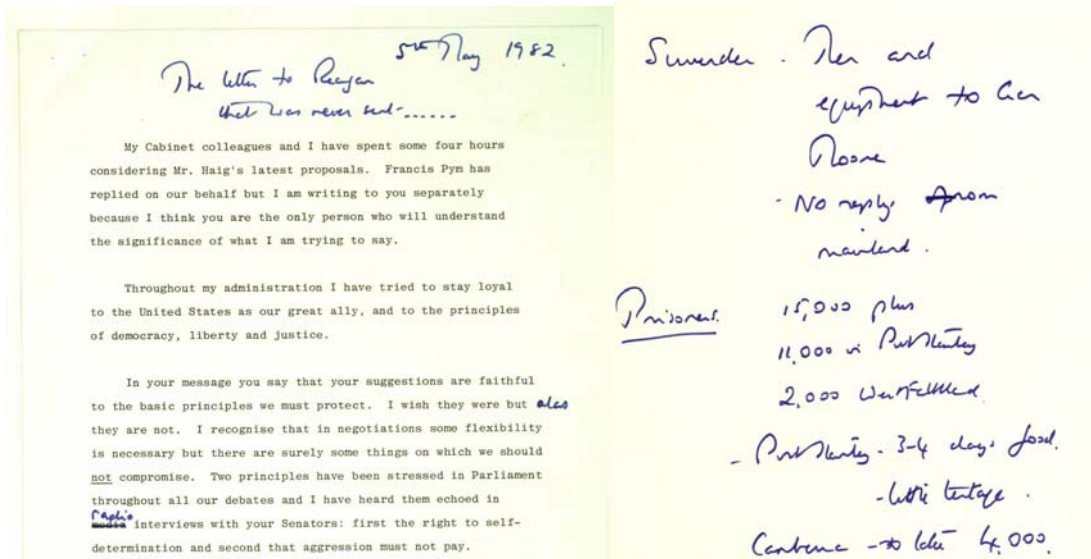 5th May 1982.
The letter to Reagan
that was never sent......
My Cabinet colleagues and I have spent some four hours
considering Mr. Haig's latest proposals. Francis Pym has
replied on our behalf but I am writing to you separately
because I think you are the only person who will understand
the significance of what I am trying to say.
Throughout my administration I have tried to stay loyal
to the United States as our great ally, and to the principles
of democracy, liberty and justice.
In your message you say that your suggestions are faithful
to the basic principles we must protect. I wish they were but alas
they are not. I recognise that in negotiations some flexibility
is necessary but there are surely some things on which we should
not compromise. Two principles have been stressed in Parliament
throughout all our debates and I have heard them echoed in
radio
media interviews with your Senators: first the right to self-
determination and second that aggression must not pay.
Surrender - Men and
equipment to Gen
Moore
- No reply from
mainland.
Prisoners. 15,000 plus
11,000 in Port Stanley
2,000 West Falkland.
- Port Stanley - 3-4 days food.
- little tentage.
Canberra - to take 4,000